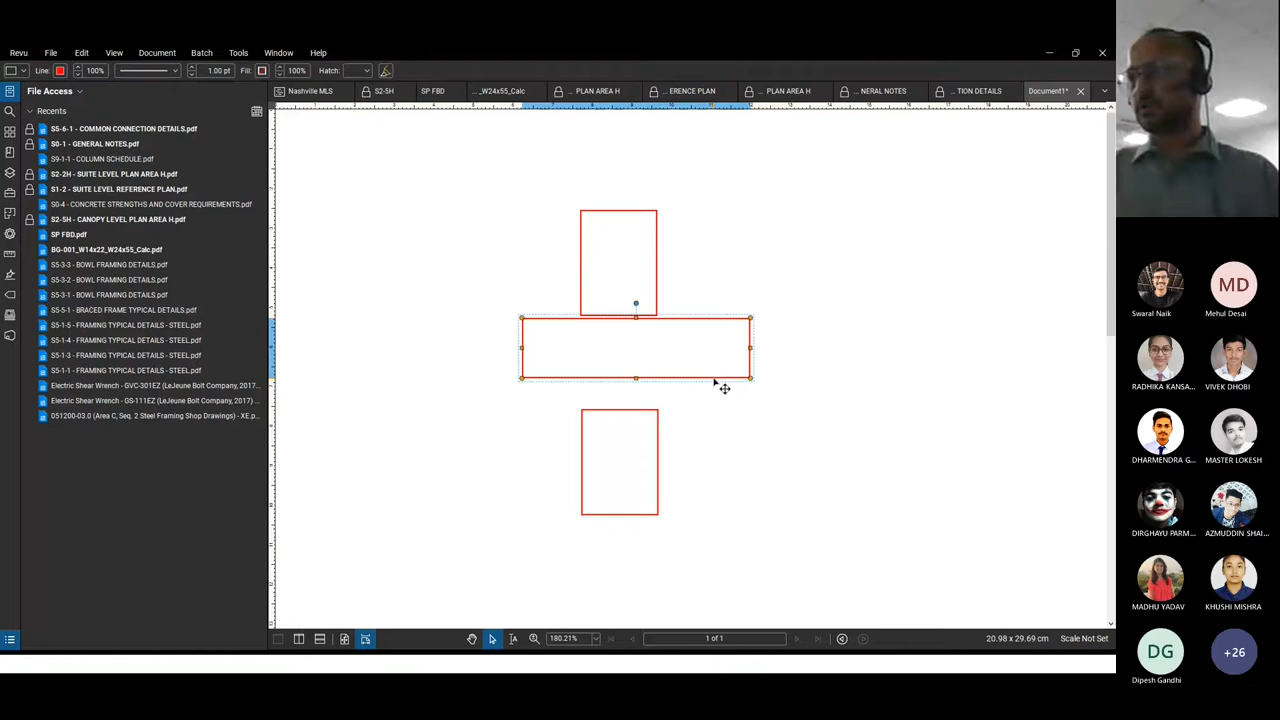 Revu File Edit View Document Batch Tools Window Help
Line: 100% 1.00 pt Fill: 100% Hatch:
File Access
Nashville MLS S2-5H SP FBD ..._W24x55_Calc ... PLAN AREA H ... ERENCE PLAN ... PLAN AREA H ... NERAL NOTES ... TION DETAILS Document1*
Recents
S5-6-1 - COMMON CONNECTION DETAILS.pdf
S0-1 - GENERAL NOTES.pdf
S9-1-1 - COLUMN SCHEDULE.pdf
S2-2H - SUITE LEVEL PLAN AREA H.pdf
S1-2 - SUITE LEVEL REFERENCE PLAN.pdf
S0-4 - CONCRETE STRENGTHS AND COVER REQUIREMENTS.pdf
S2-5H - CANOPY LEVEL PLAN AREA H.pdf
SP FBD.pdf
BG-001_W14x22_W24x55_Calc.pdf
S5-3-3 - BOWL FRAMING DETAILS.pdf
S5-3-2 - BOWL FRAMING DETAILS.pdf
S5-3-1 - BOWL FRAMING DETAILS.pdf
S5-5-1 - BRACED FRAME TYPICAL DETAILS.pdf
S5-1-5 - FRAMING TYPICAL DETAILS - STEEL.pdf
S5-1-4 - FRAMING TYPICAL DETAILS - STEEL.pdf
S5-1-3 - FRAMING TYPICAL DETAILS - STEEL.pdf
S5-1-1 - FRAMING TYPICAL DETAILS - STEEL.pdf
Electric Shear Wrench - GVC-301EZ (LeJeune Bolt Company, 2017...
Electric Shear Wrench - GS-111EZ (LeJeune Bolt Company, 2017) ...
051200-03.0 (Area C, Seq. 2 Steel Framing Shop Drawings) - XE.p...
180.21% 1 of 1 20.98 x 29.69 cm Scale Not Set
MD
Swaral Naik Mehul Desai
RADHIKA KANSA... VIVEK DHOBI
DHARMENDRA G... MASTER LOKESH
DIRGHAYU PARM... AZMUDDIN SHAI...
MADHU YADAV KHUSHI MISHRA
DG +26
Dipesh Gandhi